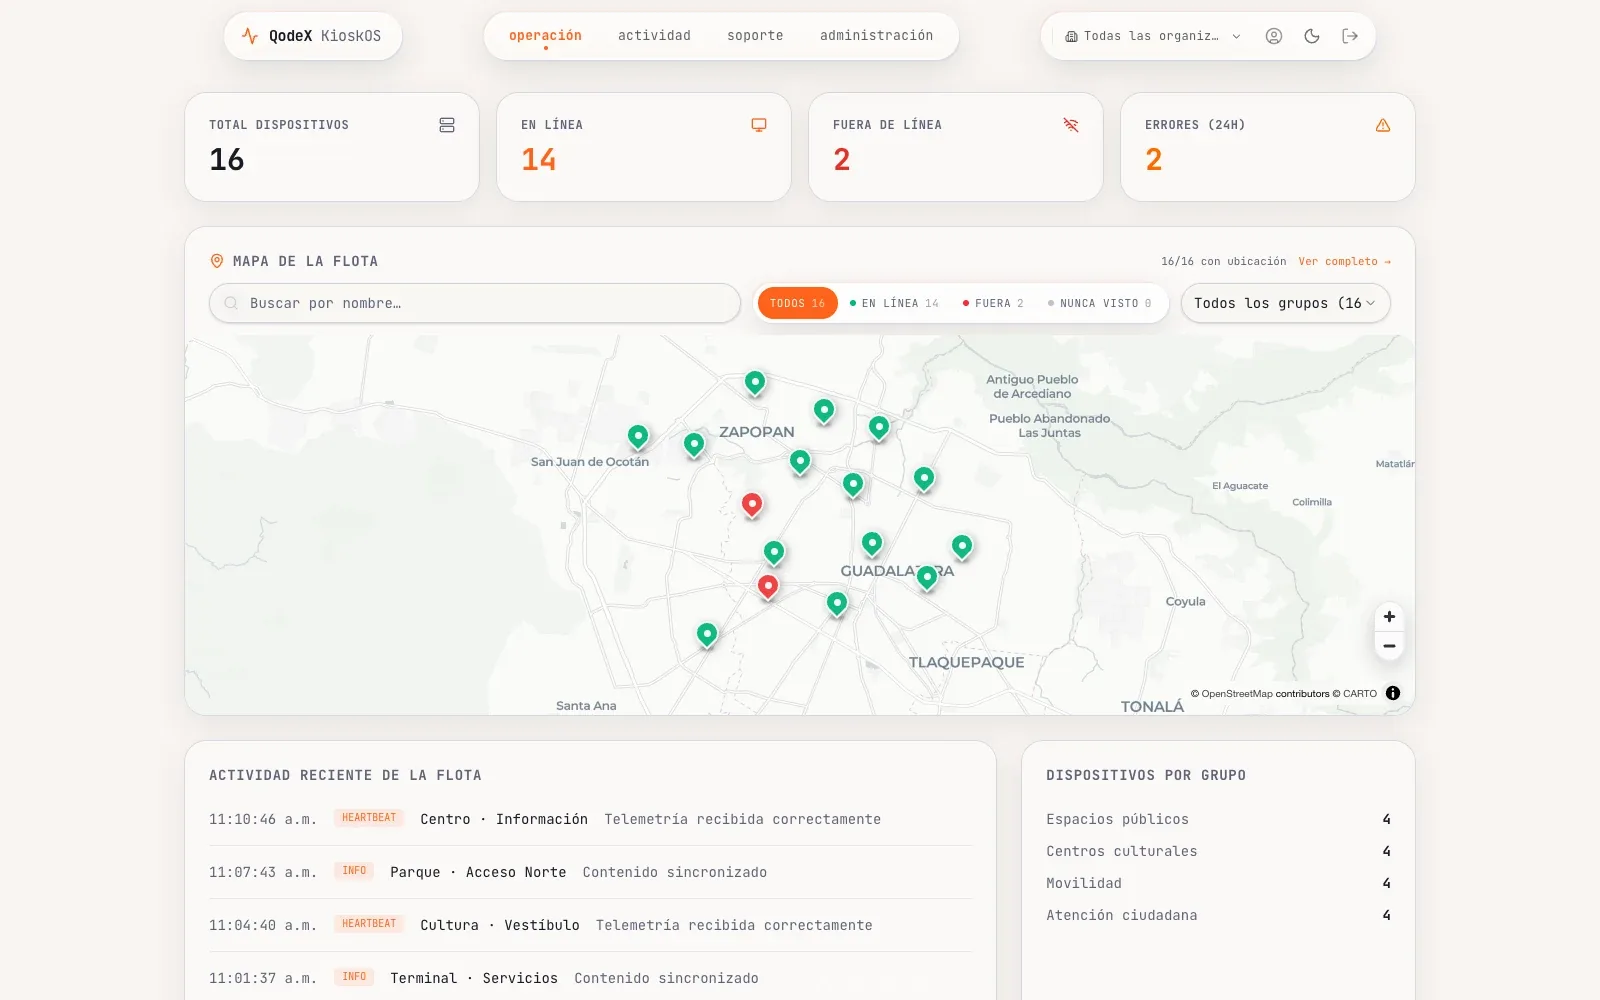 QodeX KioskOS
operación
actividad
soporte
administración
Todas las organiz…
TOTAL DISPOSITIVOS
16
EN LÍNEA
14
FUERA DE LÍNEA
2
ERRORES (24H)
2
MAPA DE LA FLOTA
16/16 con ubicación
Ver completo →
Buscar por nombre…
TODOS 16
EN LÍNEA 14
FUERA 2
NUNCA VISTO 0
Todos los grupos (16
Antiguo Pueblo
de Arcediano
Pueblo Abandonado
Las Juntas
ZAPOPAN
San Juan de Ocotán
Matatlár
El Aguacate
Colimilla
GUADALAJARA
Coyula
TLAQUEPAQUE
Santa Ana
TONALÁ
+
−
© OpenStreetMap contributors © CARTO
ACTIVIDAD RECIENTE DE LA FLOTA
11:10:46 a.m. HEARTBEAT Centro · Información Telemetría recibida correctamente
11:07:43 a.m. INFO Parque · Acceso Norte Contenido sincronizado
11:04:40 a.m. HEARTBEAT Cultura · Vestíbulo Telemetría recibida correctamente
11:01:37 a.m. INFO Terminal · Servicios Contenido sincronizado
DISPOSITIVOS POR GRUPO
Espacios públicos 4
Centros culturales 4
Movilidad 4
Atención ciudadana 4